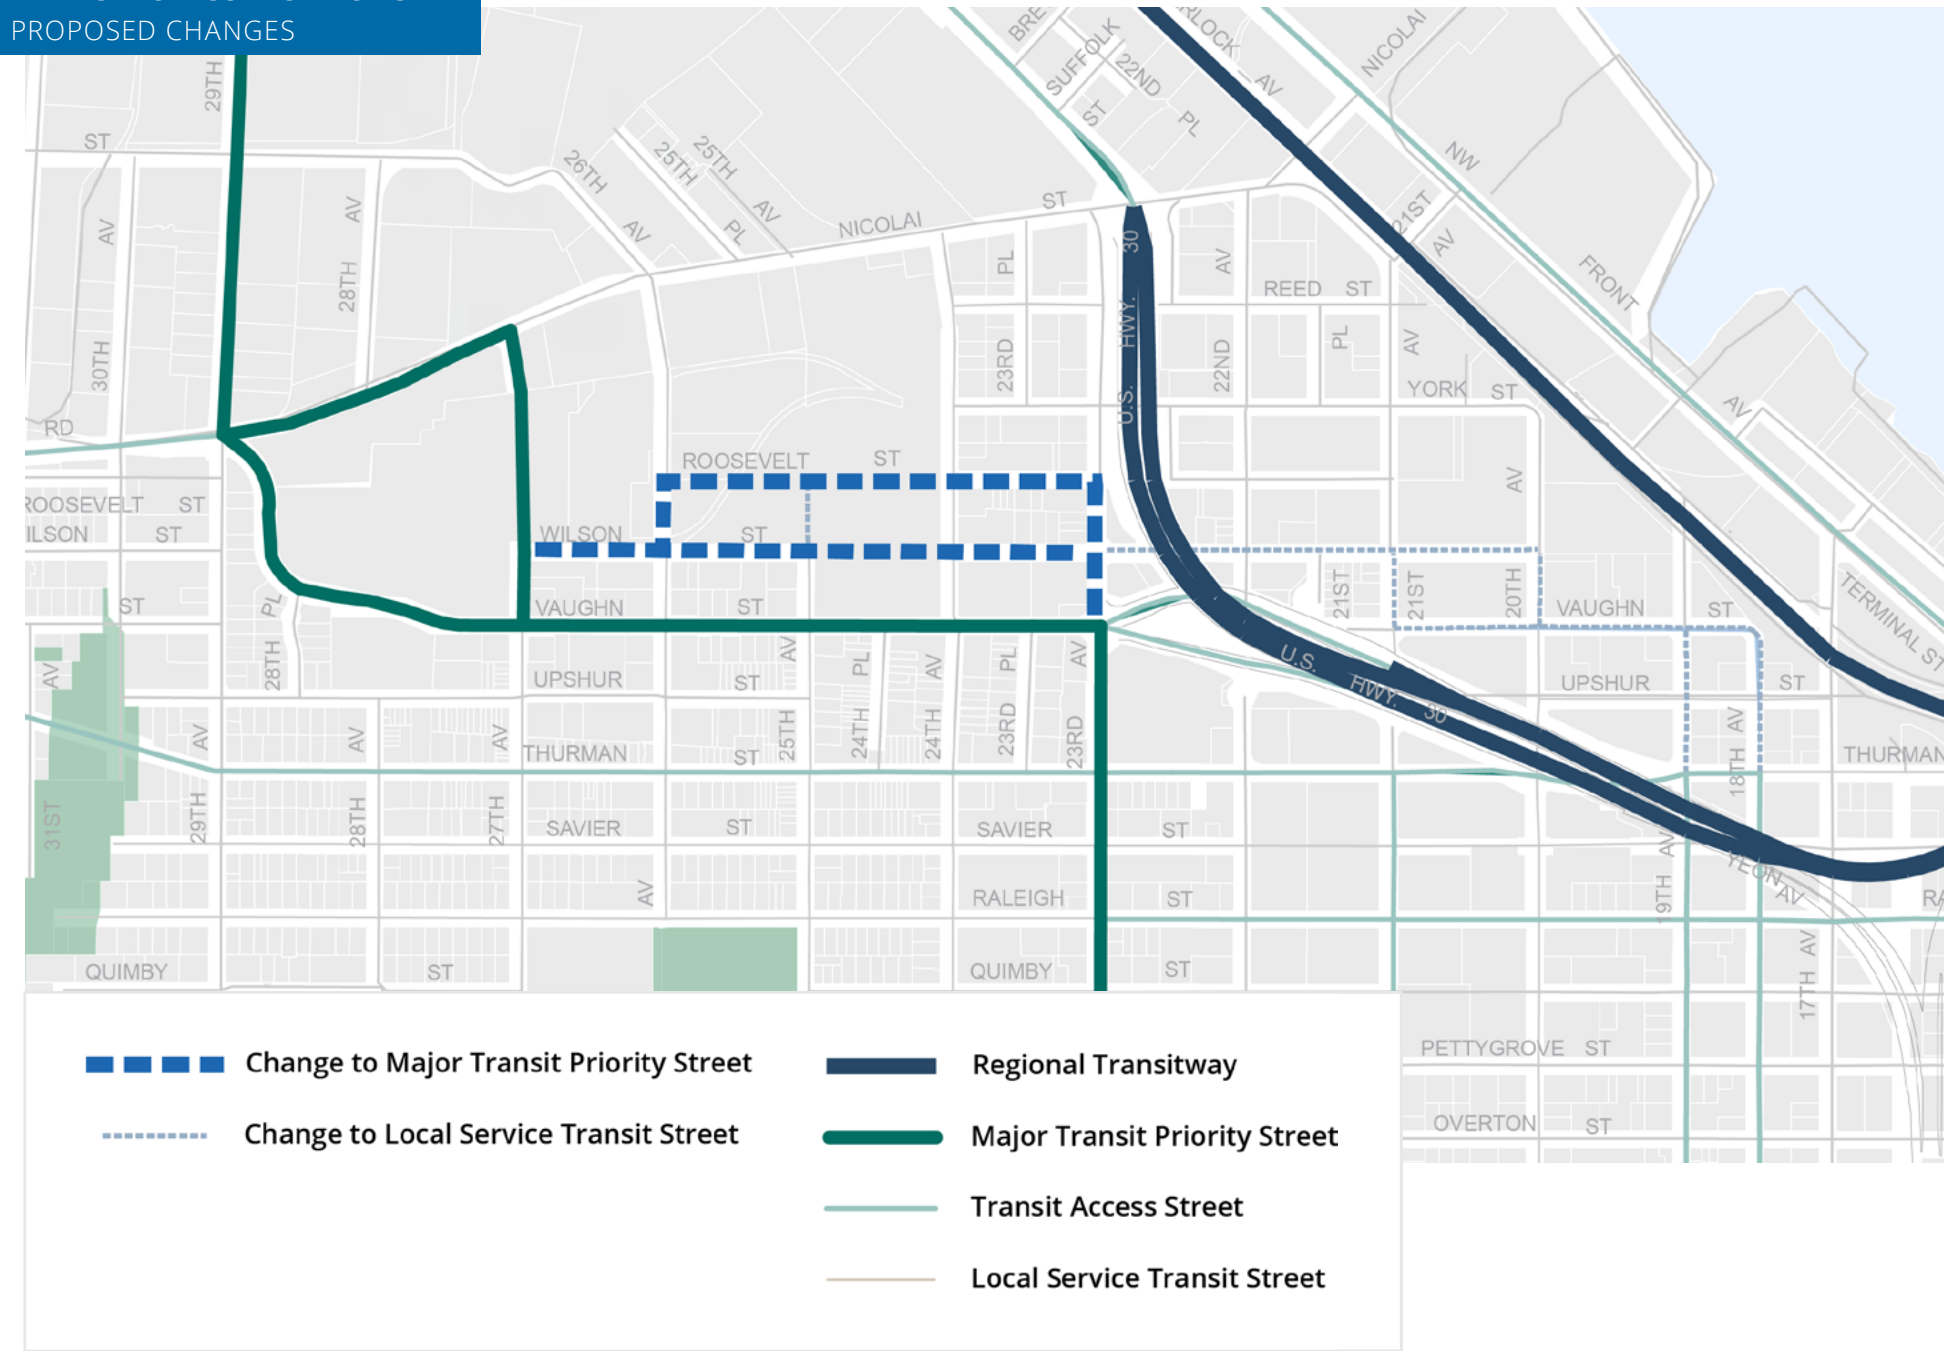 PROPOSED CHANGES
29TH
ST
AV
30TH
AV
28TH
26TH
AV
25TH
PL
25TH
AV
NICOLAI
ST
SUFFOLK
ST
22ND
PL
AV
NICOLAI
NW
FRONT
AV
21ST
AV
TERMINAL ST
30
HWY.
U.S.
PL
23RD
AV
22ND
REED ST
PL
AV
YORK ST
AV
20TH
RD
ROOSEVELT ST
ROOSEVELT ST
ST
WILSON ST
ST
VAUGHN ST
21ST
21ST
VAUGHN ST
PL
28TH
AV
UPSHUR ST
AV
25TH
PL
24TH
AV
24TH
PL
23RD
AV
23RD
U.S.
HWY. 30
UPSHUR ST
AV
18TH
THURMAN ST
THURMAN
AV
29TH
AV
28TH
AV
27TH
31ST
SAVIER ST
SAVIER ST
AV
19TH
YEON AV
AV
RALEIGH ST
QUIMBY ST
QUIMBY ST
AV
17TH
PETTYGROVE ST
OVERTON ST
Change to Major Transit Priority Street
Change to Local Service Transit Street
Regional Transitway
Major Transit Priority Street
Transit Access Street
Local Service Transit Street